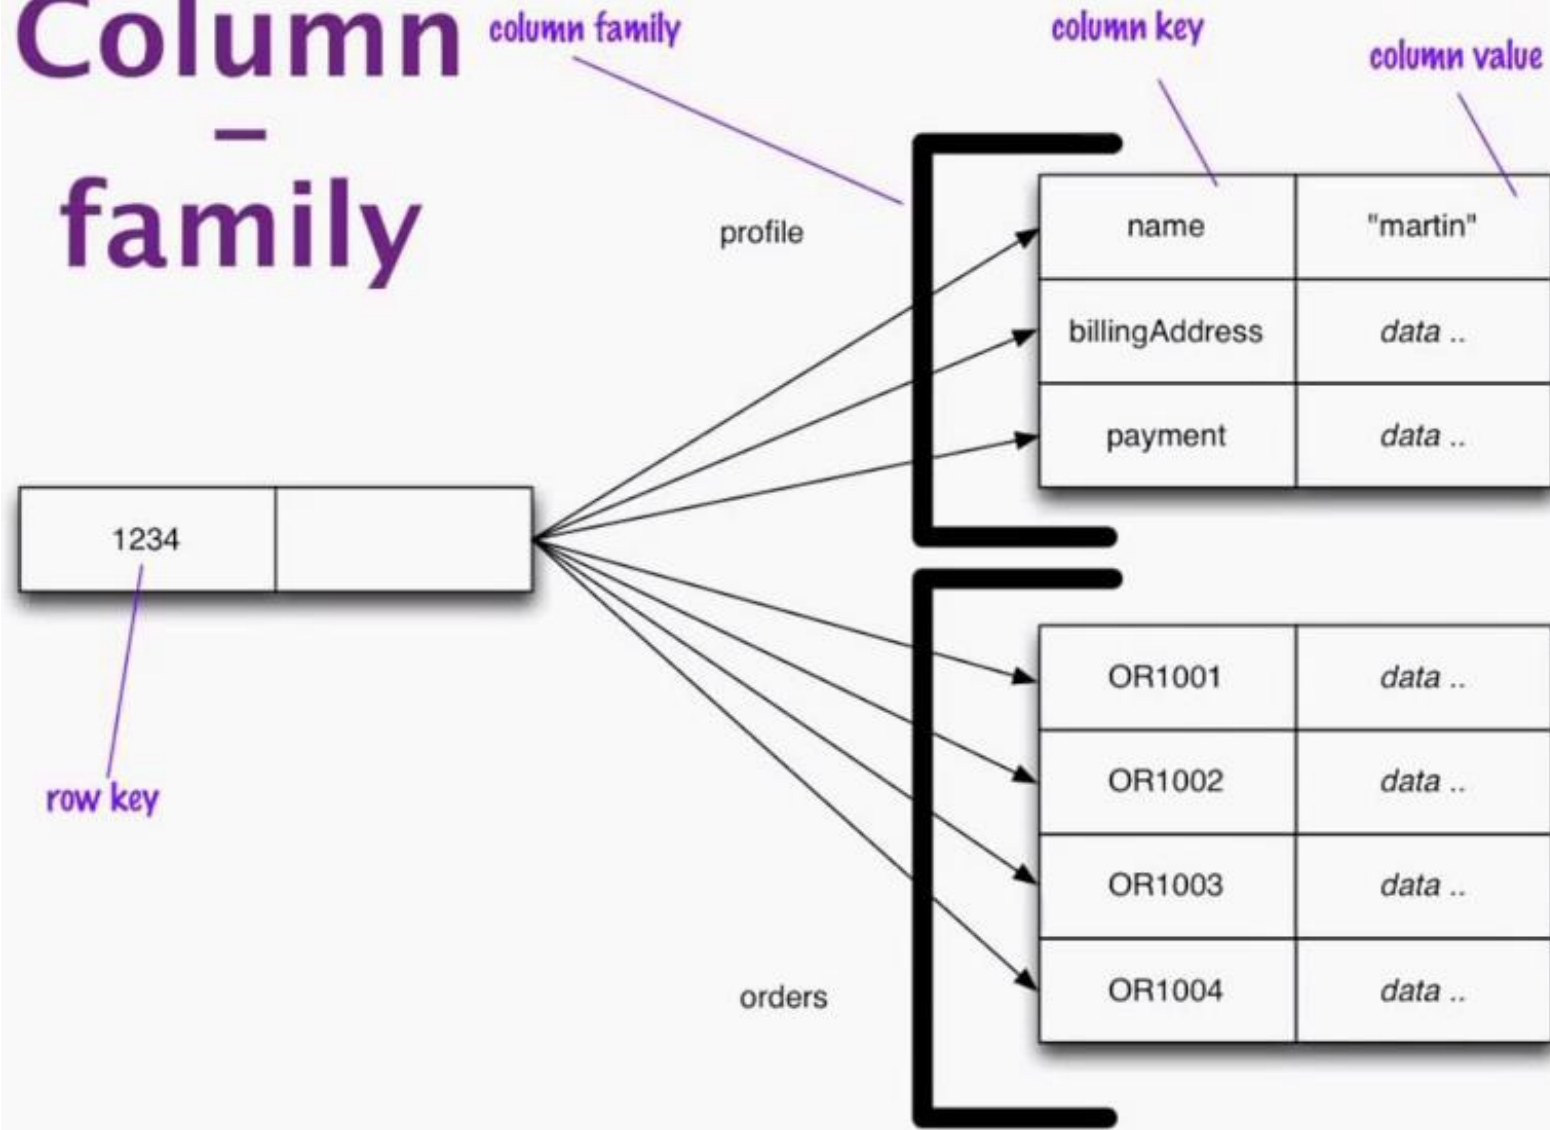 Column
–
family
column family
column key
column value
profile
name
"martin"
billingAddress
data ..
payment
data ..
1234
row key
orders
OR1001
data ..
OR1002
data ..
OR1003
data ..
OR1004
data ..